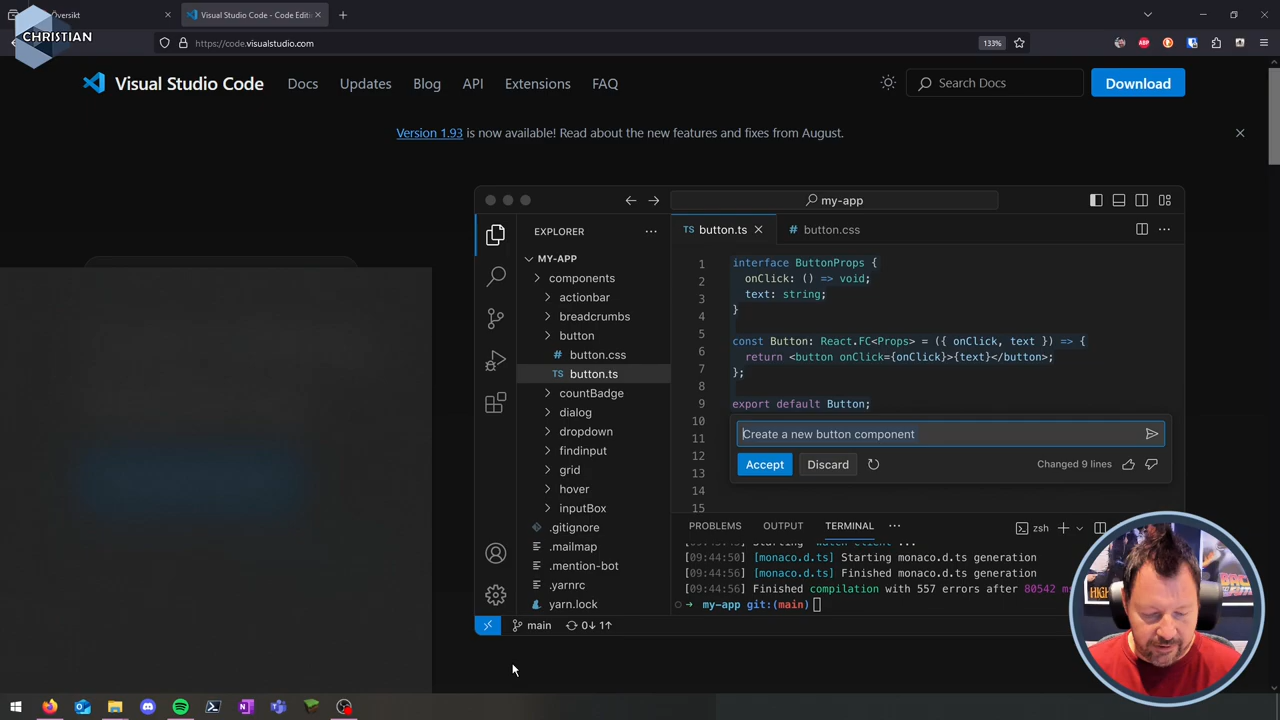 CHRISTIAN
Översikt
Visual Studio Code - Code Editi
https://code.visualstudio.com
133%
Visual Studio Code
Docs
Updates
Blog
API
Extensions
FAQ
Search Docs
Download
Version 1.93 is now available! Read about the new features and fixes from August.
my-app
EXPLORER
TS button.ts
# button.css
MY-APP
components
actionbar
breadcrumbs
button
# button.css
TS button.ts
countBadge
dialog
dropdown
findinput
grid
hover
inputBox
.gitignore
.mailmap
.mention-bot
.yarnrc
yarn.lock
1 interface ButtonProps {
2 onClick: () => void;
3 text: string;
4 }
5
6 const Button: React.FC<Props> = ({ onClick, text }) => {
7 return <button onClick={onClick}>{text}</button>;
8 };
9
10 export default Button;
11
12
13
14
15
Create a new button component
Accept
Discard
Changed 9 lines
PROBLEMS
OUTPUT
TERMINAL
zsh
[09:44:50] [monaco.d.ts] Starting monaco.d.ts generation
[09:44:56] [monaco.d.ts] Finished monaco.d.ts generation
[09:44:56] Finished compilation with 557 errors after 80542 m
→ my-app git:(main)
main
0↓ 1↑